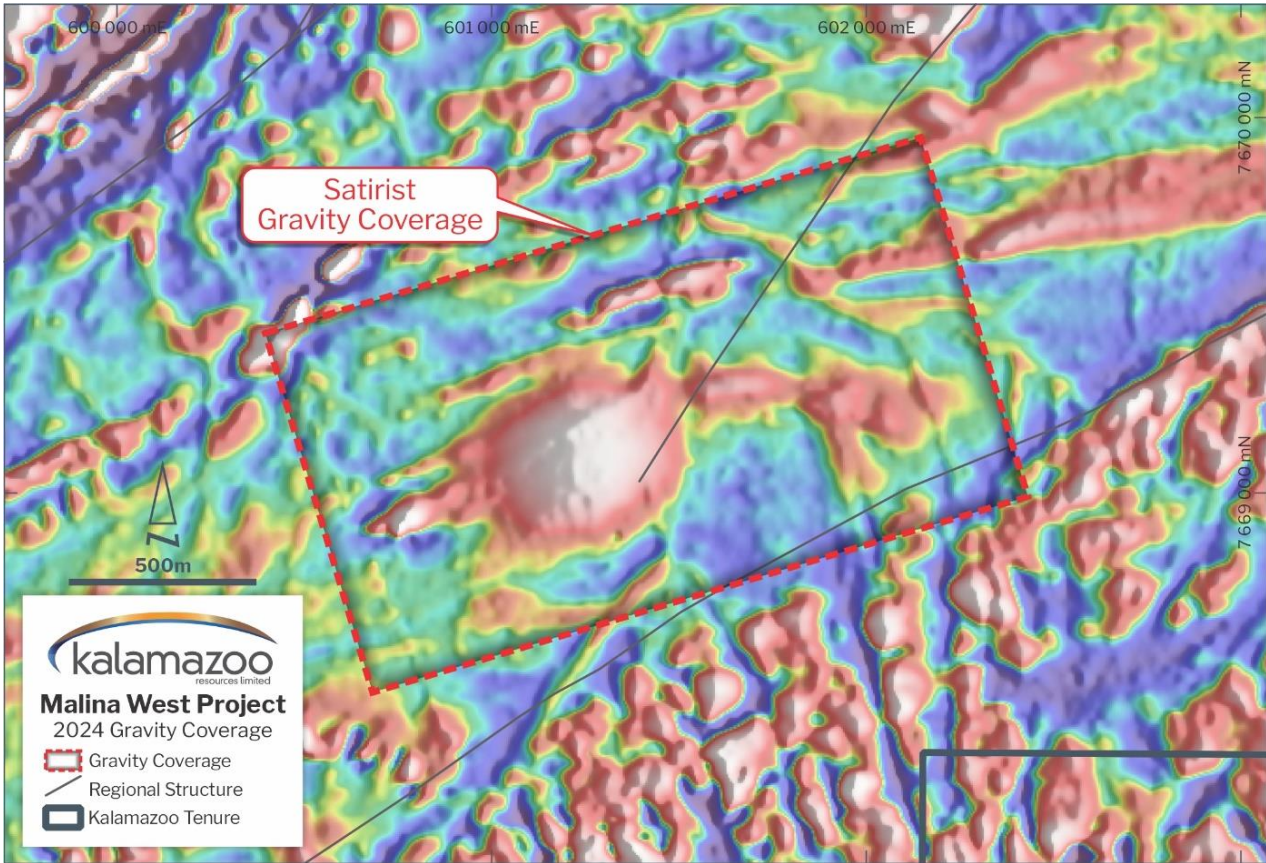 600 000 mE
601 000 mE
602 000 mE
7 670 000 mN
Satirist
Gravity Coverage
7 669 000 mN
Z
500m
kalamazoo
resources limited
Malina West Project
2024 Gravity Coverage
Gravity Coverage
Regional Structure
Kalamazoo Tenure